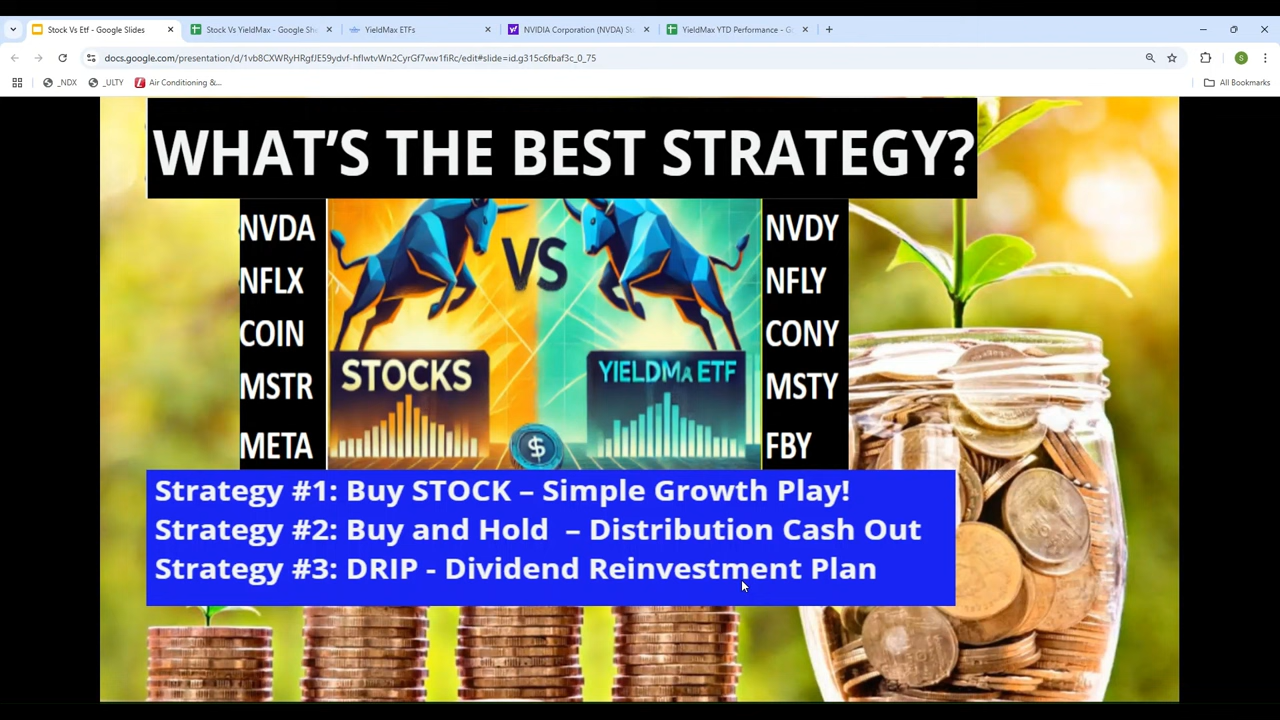 Stock Vs Etf - Google Slides
Stock Vs YieldMax - Google She
YieldMax ETFs
NVIDIA Corporation (NVDA) St
YieldMax YTD Performance - G
docs.google.com/presentation/d/1vb8CXWRyHRgfJE59ydvf-hflwtvWn2CyrGf7ww1fiRc/edit#slide=id.g315c6fbaf3c_0_75
S
_NDX
_ULTY
Air Conditioning &...
All Bookmarks
WHAT'S THE BEST STRATEGY?
NVDA
NFLX
COIN
MSTR
META
VS
STOCKS
YIELDMA ETF
$
NVDY
NFLY
CONY
MSTY
FBY
Strategy #1: Buy STOCK – Simple Growth Play!
Strategy #2: Buy and Hold – Distribution Cash Out
Strategy #3: DRIP - Dividend Reinvestment Plan